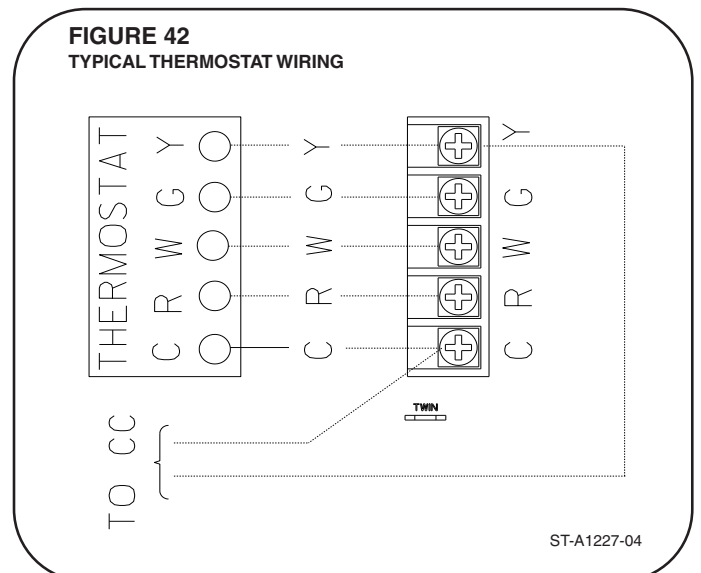 FIGURE 42
TYPICAL THERMOSTAT WIRING
THERMOSTAT
Y Y Y
G G G
W W W
R R R
C C C
TWIN
TO CC
ST-A1227-04